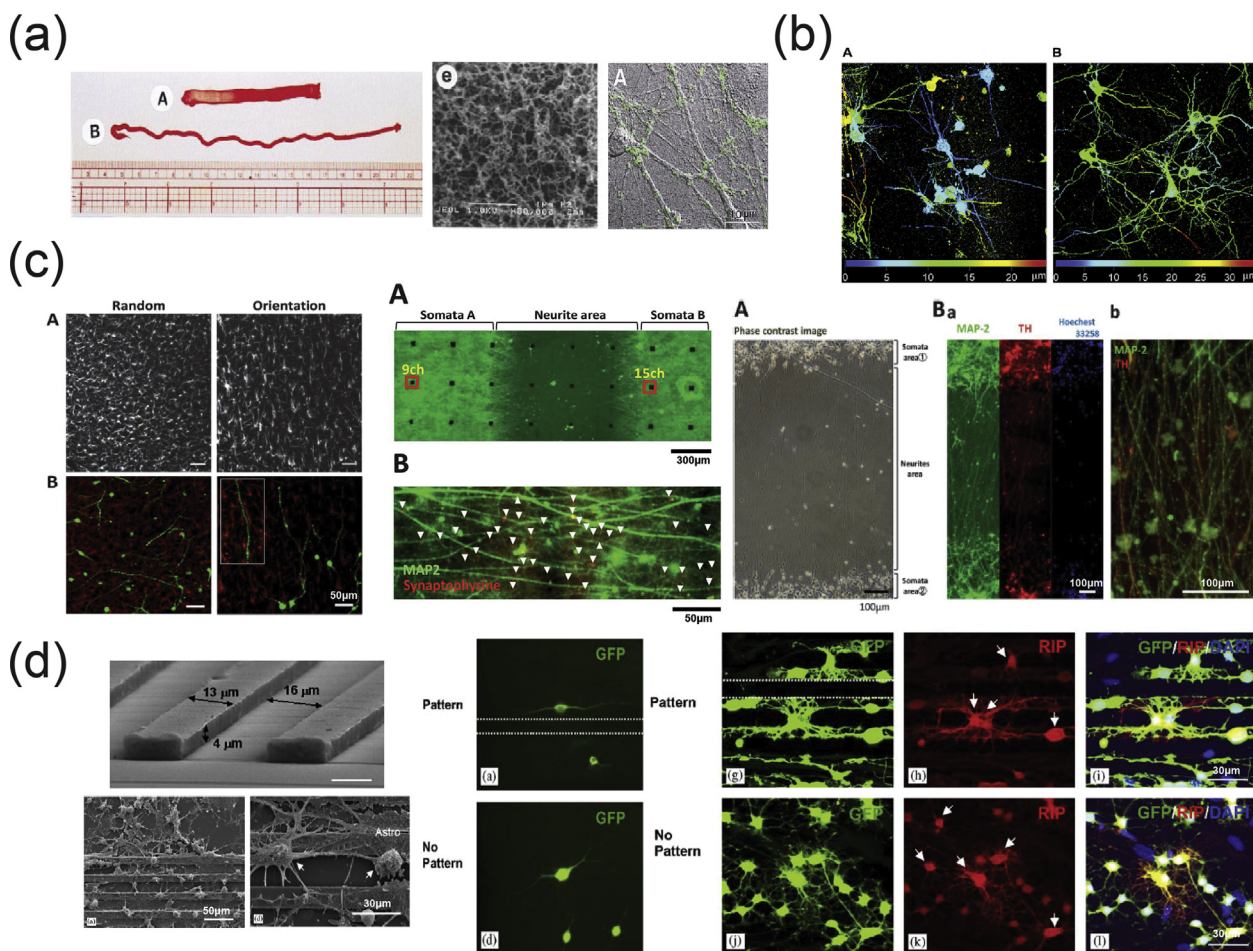 (a)
A
B
e
JEOL
A
(b)
A
B
0 5 10 15 20 μm
0 5 10 15 20 25 30 μm
(c)
Random
Orientation
A
B
50μm
A
Somata A
Neurite area
Somata B
9ch
15ch
300μm
B
MAP2
Synaptophysine
50μm
A
Phase contrast image
Somata area①
Neurites area
Somata area②
100μm
B
a
MAP-2
TH
Hoechest 33258
100μm
b
MAP-2
TH
100μm
(d)
13 μm
16 μm
4 μm
50μm
Astro
(d)
30μm
Pattern
GFP
(a)
No Pattern
GFP
(d)
Pattern
GFP
(g)
RIP
(h)
GFP/RIP/DAPI
(i)
30μm
No Pattern
GFP
(j)
RIP
(k)
GFP/RIP/DAPI
(l)
30μm